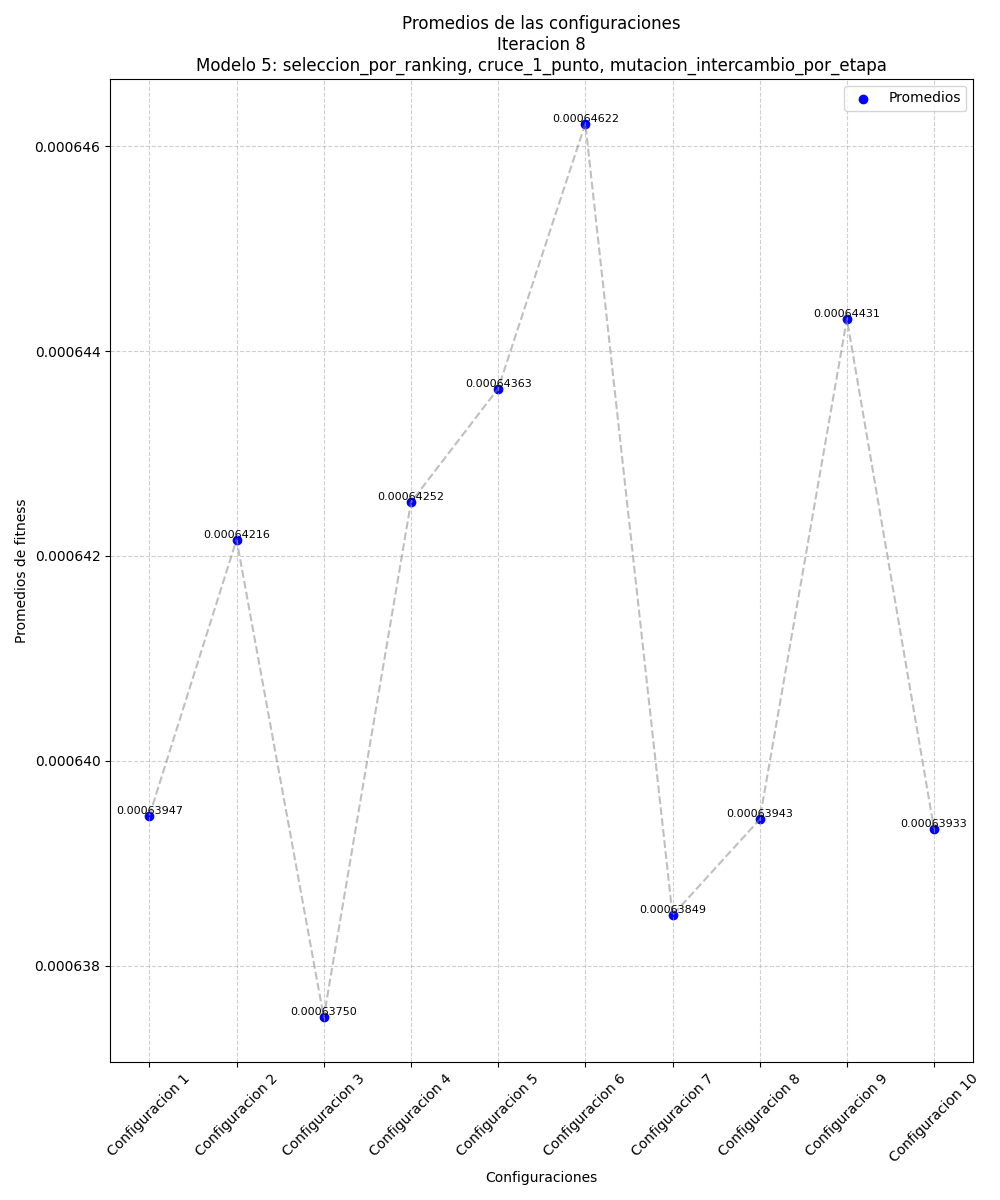 Promedios de las configuraciones
Iteracion 8
Modelo 5: seleccion_por_ranking, cruce_1_punto, mutacion_intercambio_por_etapa
Promedios
0.000646
0.000644
0.000642
0.000640
0.000638
Promedios de fitness
0.00063947
0.00064216
0.00063750
0.00064252
0.00064363
0.00064622
0.00063849
0.00063943
0.00064431
0.00063933
Configuracion 1
Configuracion 2
Configuracion 3
Configuracion 4
Configuracion 5
Configuracion 6
Configuracion 7
Configuracion 8
Configuracion 9
Configuracion 10
Configuraciones